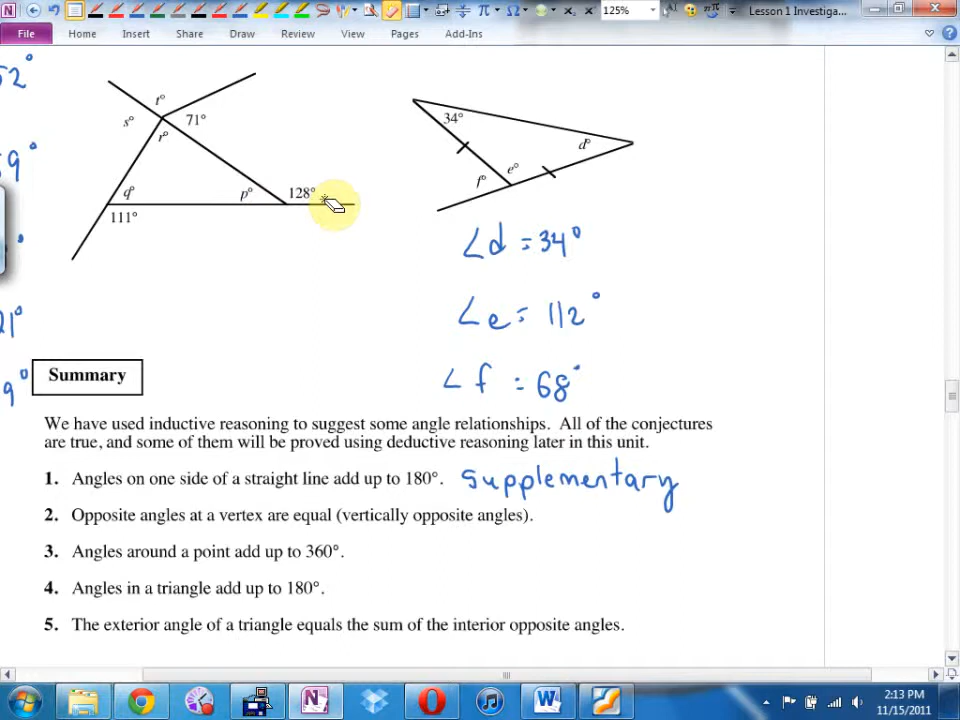 125%
Lesson 1 Investiga...
File Home Insert Share Draw Review View Pages Add-Ins
52°
59°
21°
9°
t°
s° 71°
r°
q° p° 128°
111°
34°
d°
e°
f°
∠d = 34°
∠e = 112°
∠f = 68°
Summary
We have used inductive reasoning to suggest some angle relationships. All of the conjectures
are true, and some of them will be proved using deductive reasoning later in this unit.
1. Angles on one side of a straight line add up to 180°. Supplementary
2. Opposite angles at a vertex are equal (vertically opposite angles).
3. Angles around a point add up to 360°.
4. Angles in a triangle add up to 180°.
5. The exterior angle of a triangle equals the sum of the interior opposite angles.
2:13 PM
11/15/2011